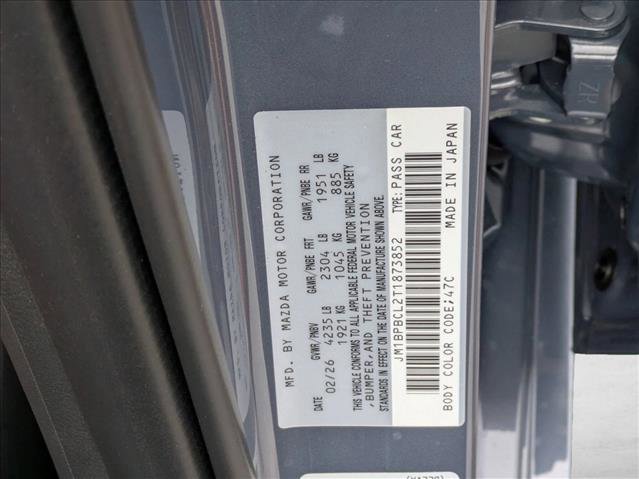 MFD. BY MAZDA MOTOR CORPORATION
DATE GVWR/PNBV GAWR/PNBE FRT GAWR/PNBE RR
02/26 4235 LB 2304 LB 1951 LB
1921 KG 1045 KG 885 KG
THIS VEHICLE CONFORMS TO ALL APPLICABLE FEDERAL MOTOR VEHICLE SAFETY
,BUMPER,AND THEFT PREVENTION
STANDARDS IN EFFECT ON THE DATE OF MANUFACTURE SHOWN ABOVE.
JM1BPBCL2T1873852 TYPE: PASS CAR
BODY COLOR CODE:47C MADE IN JAPAN
ZP